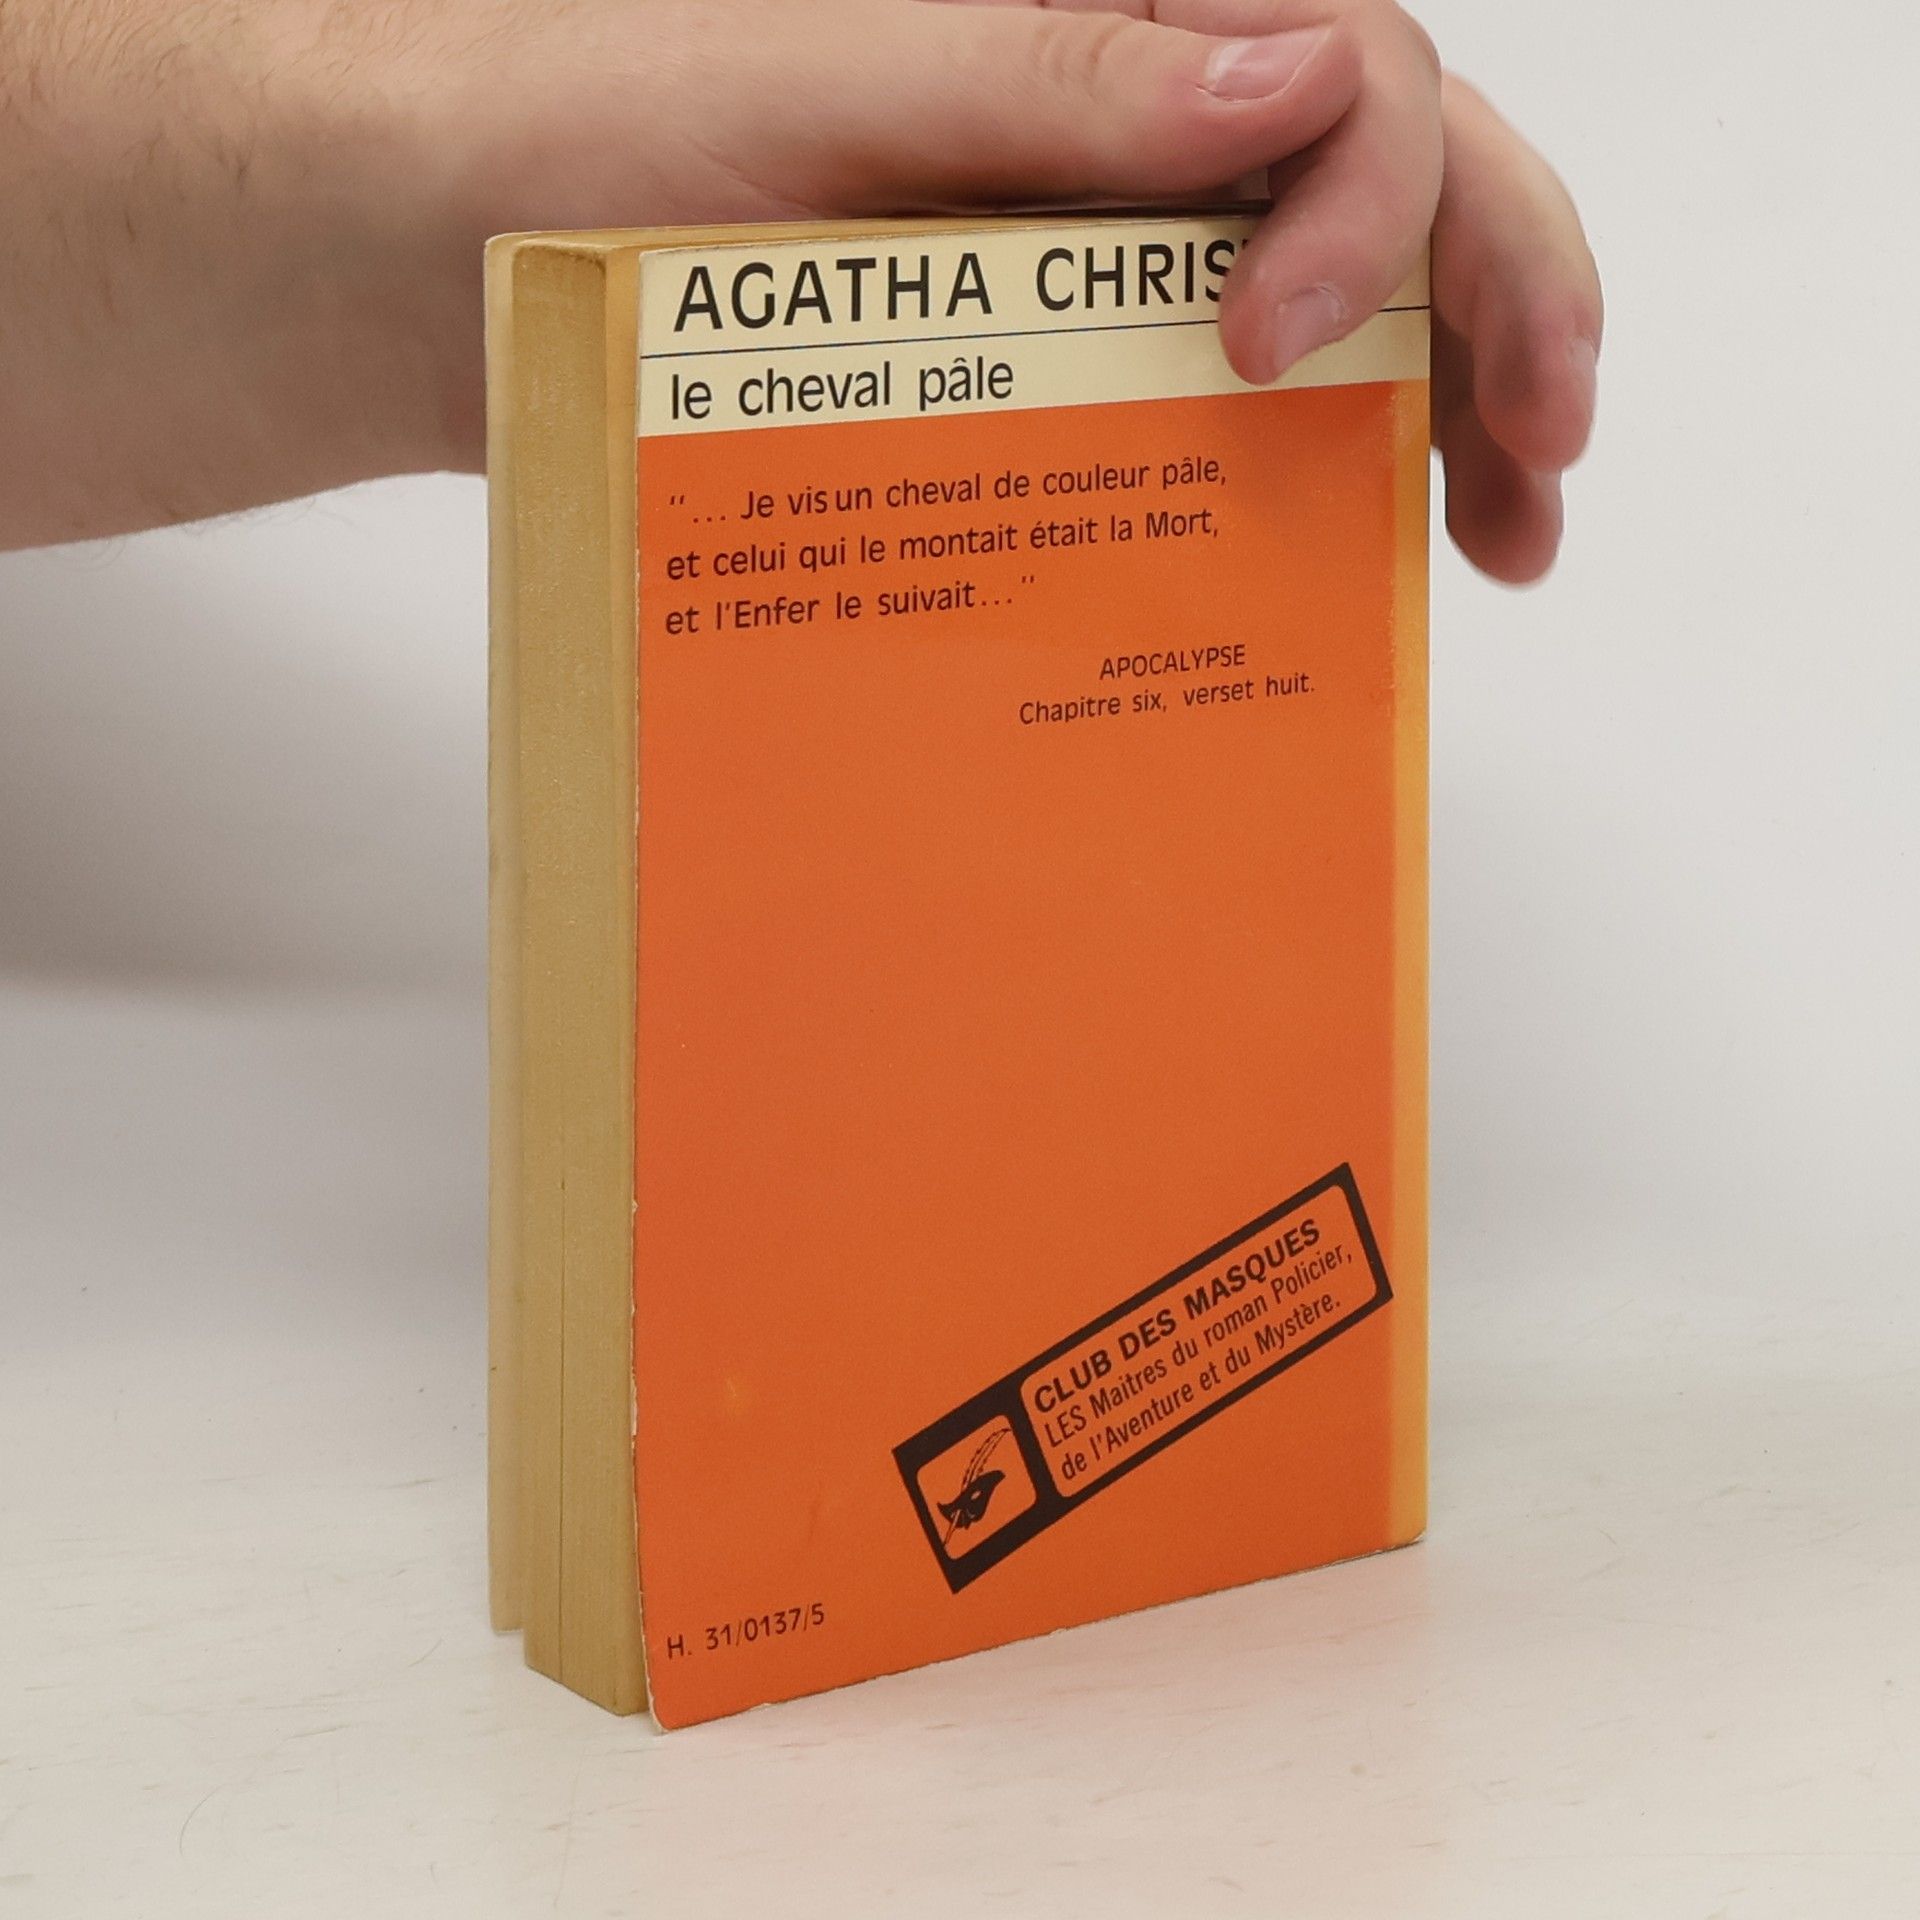 AGATHA CHRIS
le cheval pâle
“... Je vis un cheval de couleur pâle,
et celui qui le montait était la Mort,
et l'Enfer le suivait...”
APOCALYPSE
Chapitre six, verset huit.
CLUB DES MASQUES
LES Maitres du roman Policier,
de l'Aventure et du Mystère.
H. 31/0137/5